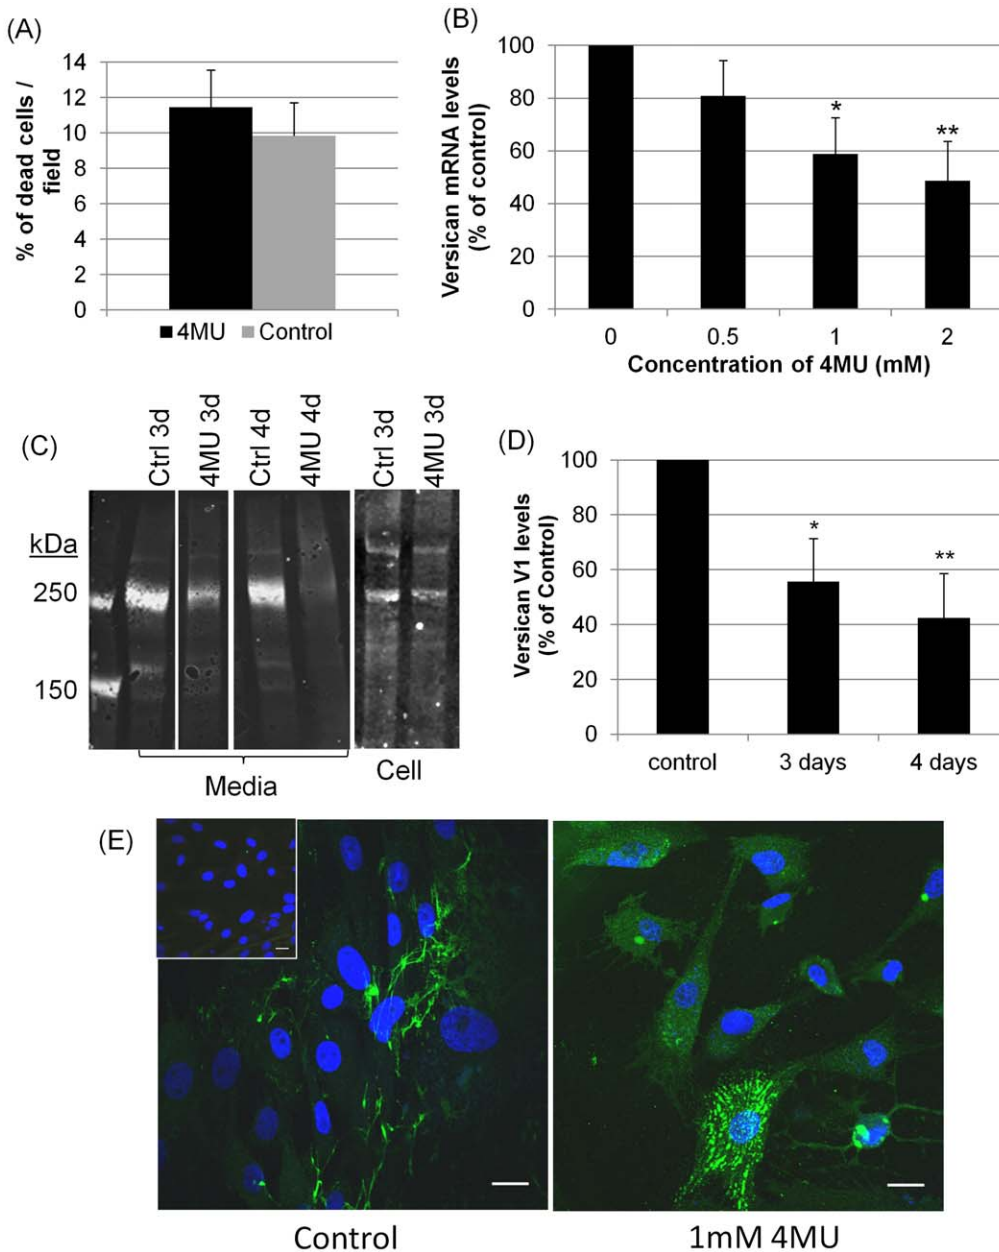 (A)
14
12
10
8
6
4
2
0
% of dead cells /
field
4MU Control
(B)
100
80
60
40
20
0
Versican mRNA levels
(% of control)
*
**
0 0.5 1 2
Concentration of 4MU (mM)
(C)
Ctrl 3d
4MU 3d
Ctrl 4d
4MU 4d
Ctrl 3d
4MU 3d
kDa
250
150
Media
Cell
(D)
100
80
60
40
20
0
Versican V1 levels
(% of Control)
*
**
control 3 days 4 days
(E)
Control
1mM 4MU